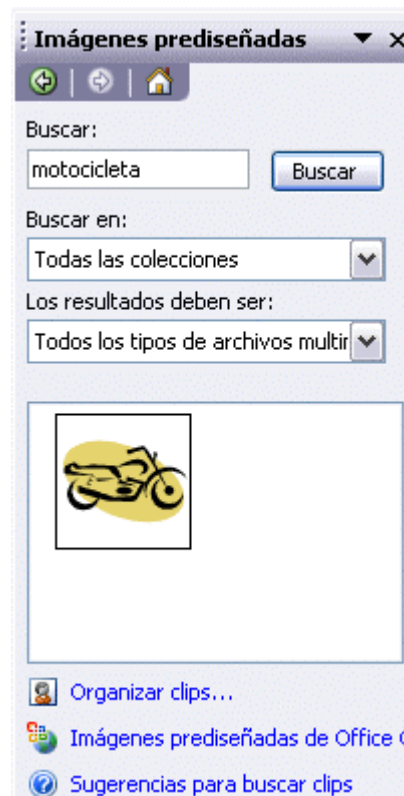 Imágenes prediseñadas
Buscar:
motocicleta
Buscar
Buscar en:
Todas las colecciones
Los resultados deben ser:
Todos los tipos de archivos
Organizar clips...
Imágenes prediseñadas de Office
Sugerencias para buscar clips